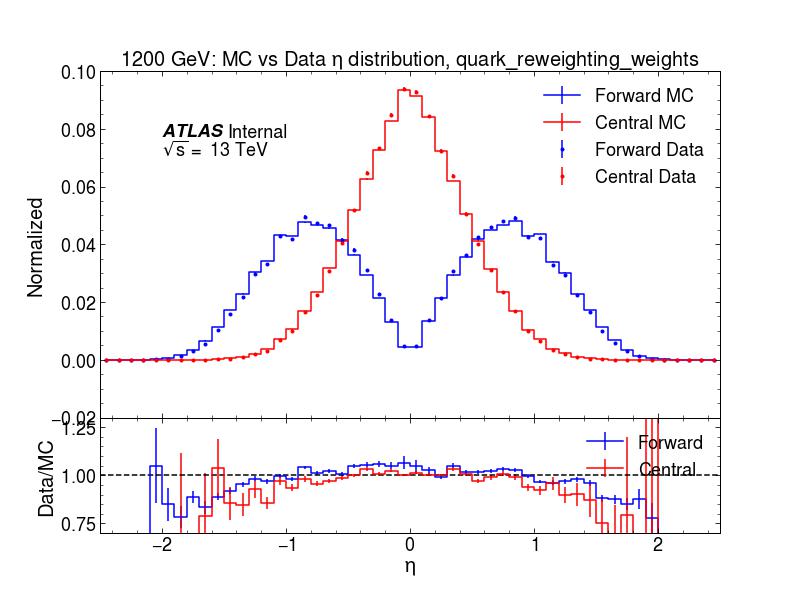 1200 GeV: MC vs Data η distribution, quark_reweighting_weights
0.10
0.08
0.06
0.04
0.02
0.00
−0.02
Normalized
ATLAS Internal
√s = 13 TeV
Forward MC
Central MC
Forward Data
Central Data
1.25
1.00
0.75
Data/MC
Forward
Central
−2 −1 0 1 2
η